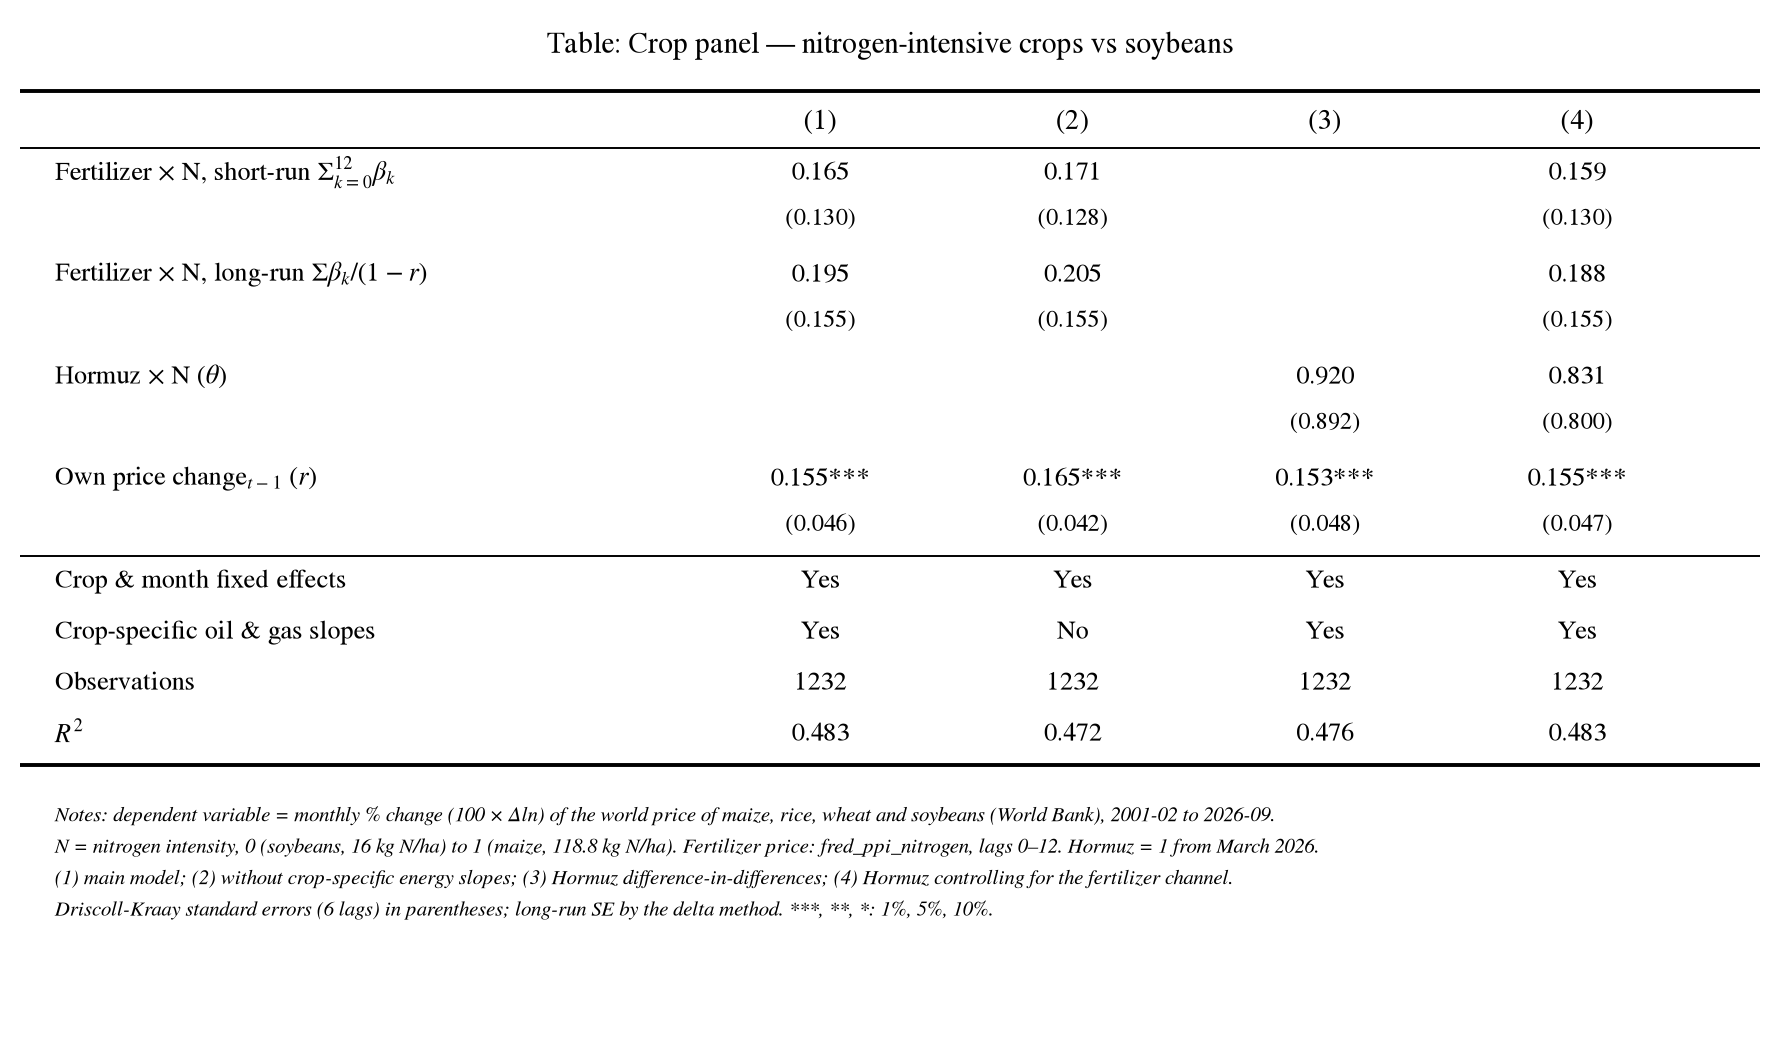 Table: Crop panel — nitrogen-intensive crops vs soybeans
(1) (2) (3) (4)
Fertilizer × N, short-run Σ¹²ₖ₌₀βₖ 0.165 0.171 0.159
(0.130) (0.128) (0.130)
Fertilizer × N, long-run Σβₖ/(1 − r) 0.195 0.205 0.188
(0.155) (0.155) (0.155)
Hormuz × N (θ) 0.920 0.831
(0.892) (0.800)
Own price changeₜ₋₁ (r) 0.155*** 0.165*** 0.153*** 0.155***
(0.046) (0.042) (0.048) (0.047)
Crop & month fixed effects Yes Yes Yes Yes
Crop-specific oil & gas slopes Yes No Yes Yes
Observations 1232 1232 1232 1232
R² 0.483 0.472 0.476 0.483
Notes: dependent variable = monthly % change (100 × Δln) of the world price of maize, rice, wheat and soybeans (World Bank), 2001-02 to 2026-09.
N = nitrogen intensity, 0 (soybeans, 16 kg N/ha) to 1 (maize, 118.8 kg N/ha). Fertilizer price: fred_ppi_nitrogen, lags 0–12. Hormuz = 1 from March 2026.
(1) main model; (2) without crop-specific energy slopes; (3) Hormuz difference-in-differences; (4) Hormuz controlling for the fertilizer channel.
Driscoll-Kraay standard errors (6 lags) in parentheses; long-run SE by the delta method. ***, **, *: 1%, 5%, 10%.